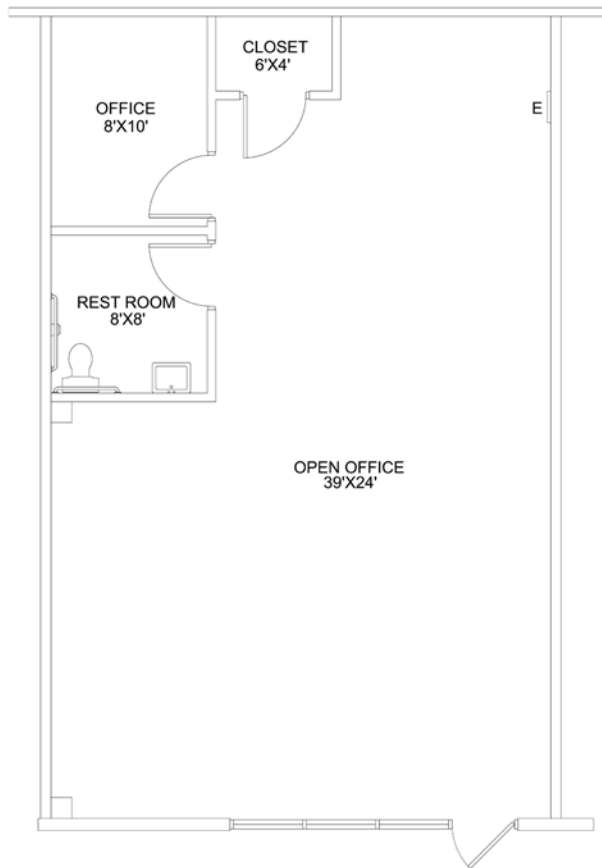 CLOSET
6'X4'
OFFICE
8'X10'
E
REST ROOM
8'X8'
OPEN OFFICE
39'X24'